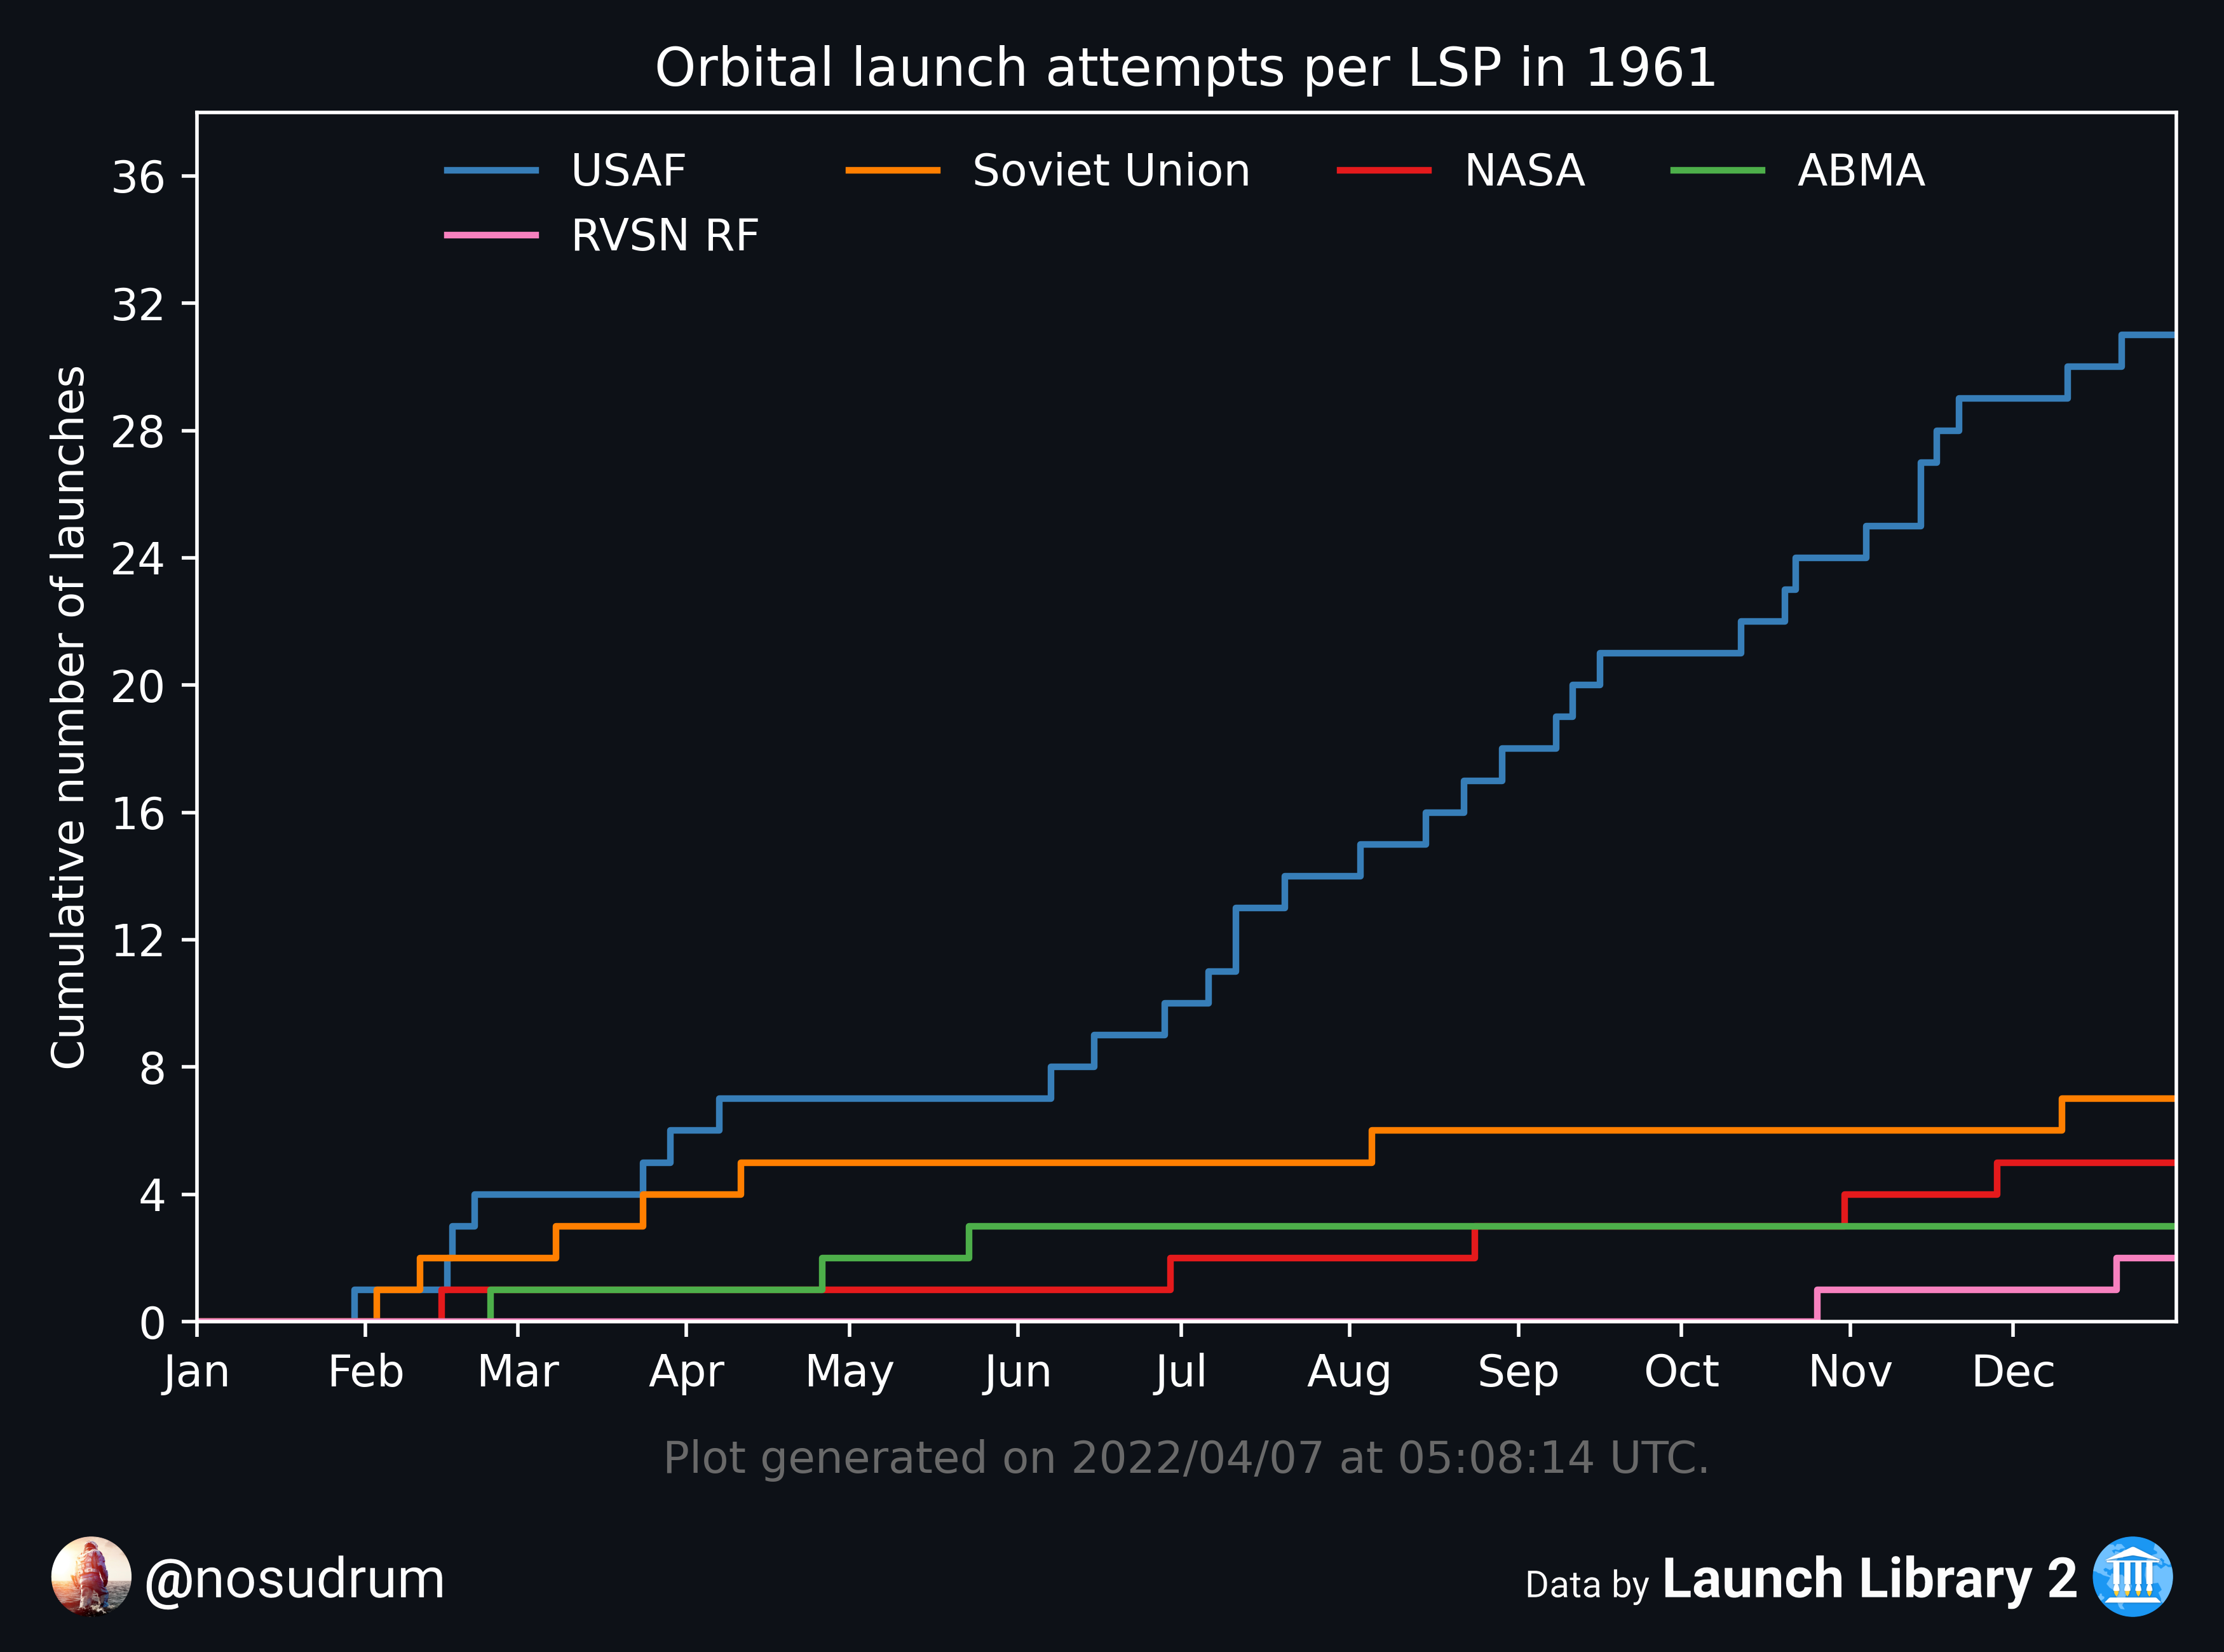 Orbital launch attempts per LSP in 1961
USAF Soviet Union NASA ABMA
RVSN RF
Cumulative number of launches
36
32
28
24
20
16
12
8
4
0
Jan Feb Mar Apr May Jun Jul Aug Sep Oct Nov Dec
Plot generated on 2022/04/07 at 05:08:14 UTC.
@nosudrum
Data by Launch Library 2